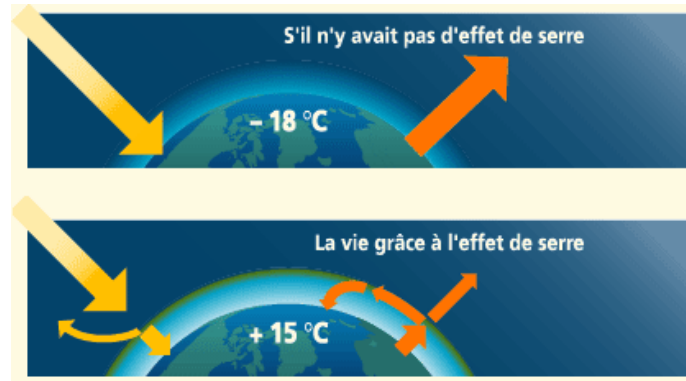 S'il n'y avait pas d'effet de serre
– 18 °C
La vie grâce à l'effet de serre
+ 15 °C